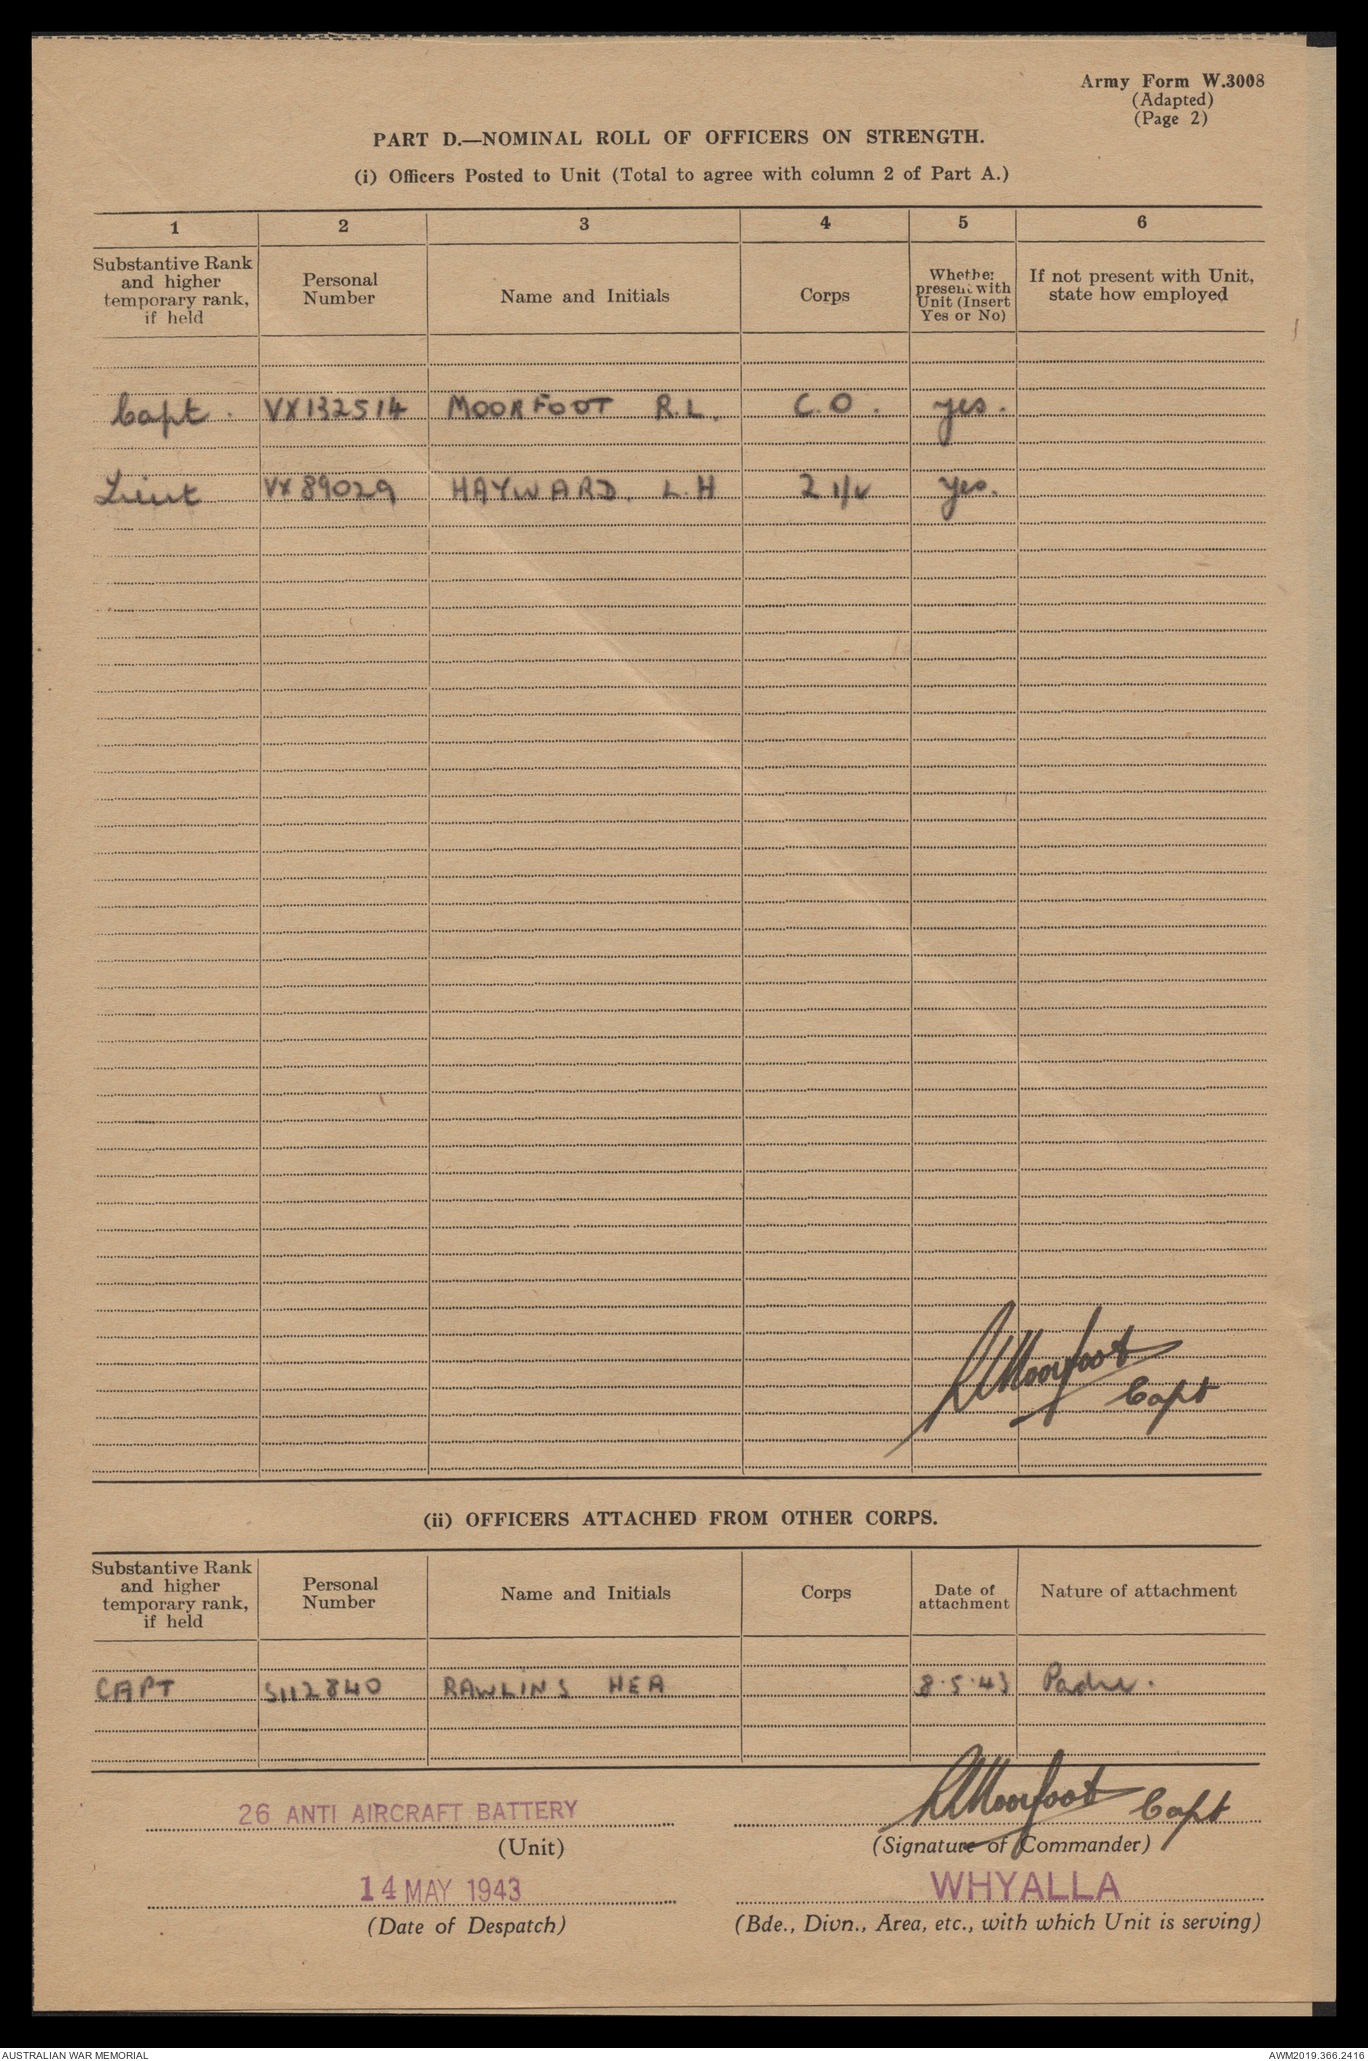 Army Form W.3008
(Adapted)
(Page 2)
PART D.—NOMINAL ROLL OF OFFICERS ON STRENGTH.
(i) Officers Posted to Unit (Total to agree with column 2 of Part A.)
1 2 3 4 5 6
Substantive Rank and higher temporary rank, if held
Personal Number
Name and Initials
Corps
Whether present with Unit (Insert Yes or No)
If not present with Unit, state how employed
Capt. VX132514 MOORFOOT R.L. C.O. yes.
Lieut VX89029 HAYWARD. L.H 2 i/c yes.
RLMoorfoot
Capt
(ii) OFFICERS ATTACHED FROM OTHER CORPS.
Substantive Rank and higher temporary rank, if held
Personal Number
Name and Initials
Corps
Date of attachment
Nature of attachment
CAPT S112840 RAWLINS HEA 8.5.43 Padre.
26 ANTI AIRCRAFT BATTERY
(Unit)
RLMoorfoot Capt
(Signature of Commander)
14 MAY 1943
(Date of Despatch)
WHYALLA
(Bde., Divn., Area, etc., with which Unit is serving)
AUSTRALIAN WAR MEMORIAL
AWM2019.366.2416